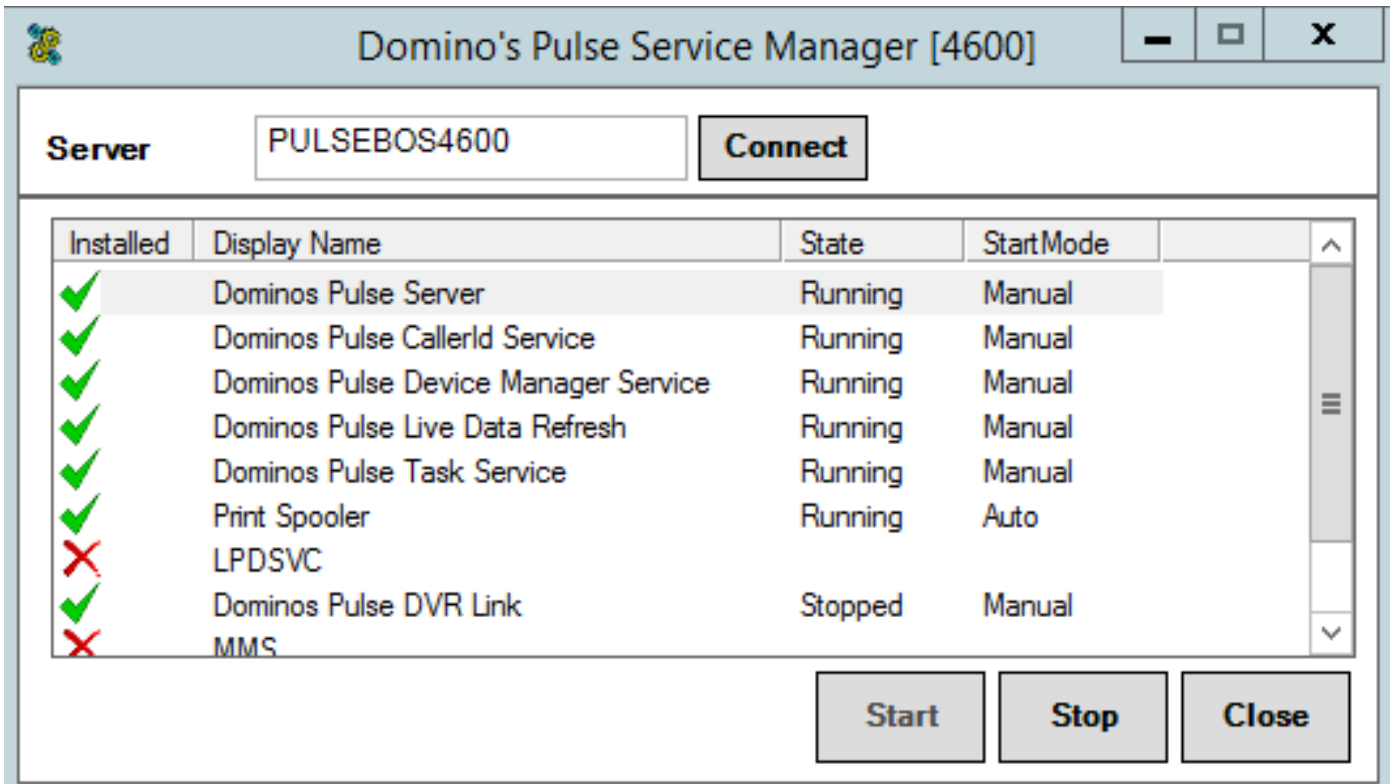 Domino's Pulse Service Manager [4600]
Server PULSEBOS4600 Connect
Installed Display Name State StartMode
Dominos Pulse Server Running Manual
Dominos Pulse CallerId Service Running Manual
Dominos Pulse Device Manager Service Running Manual
Dominos Pulse Live Data Refresh Running Manual
Dominos Pulse Task Service Running Manual
Print Spooler Running Auto
LPDSVC
Dominos Pulse DVR Link Stopped Manual
MMS
Start Stop Close